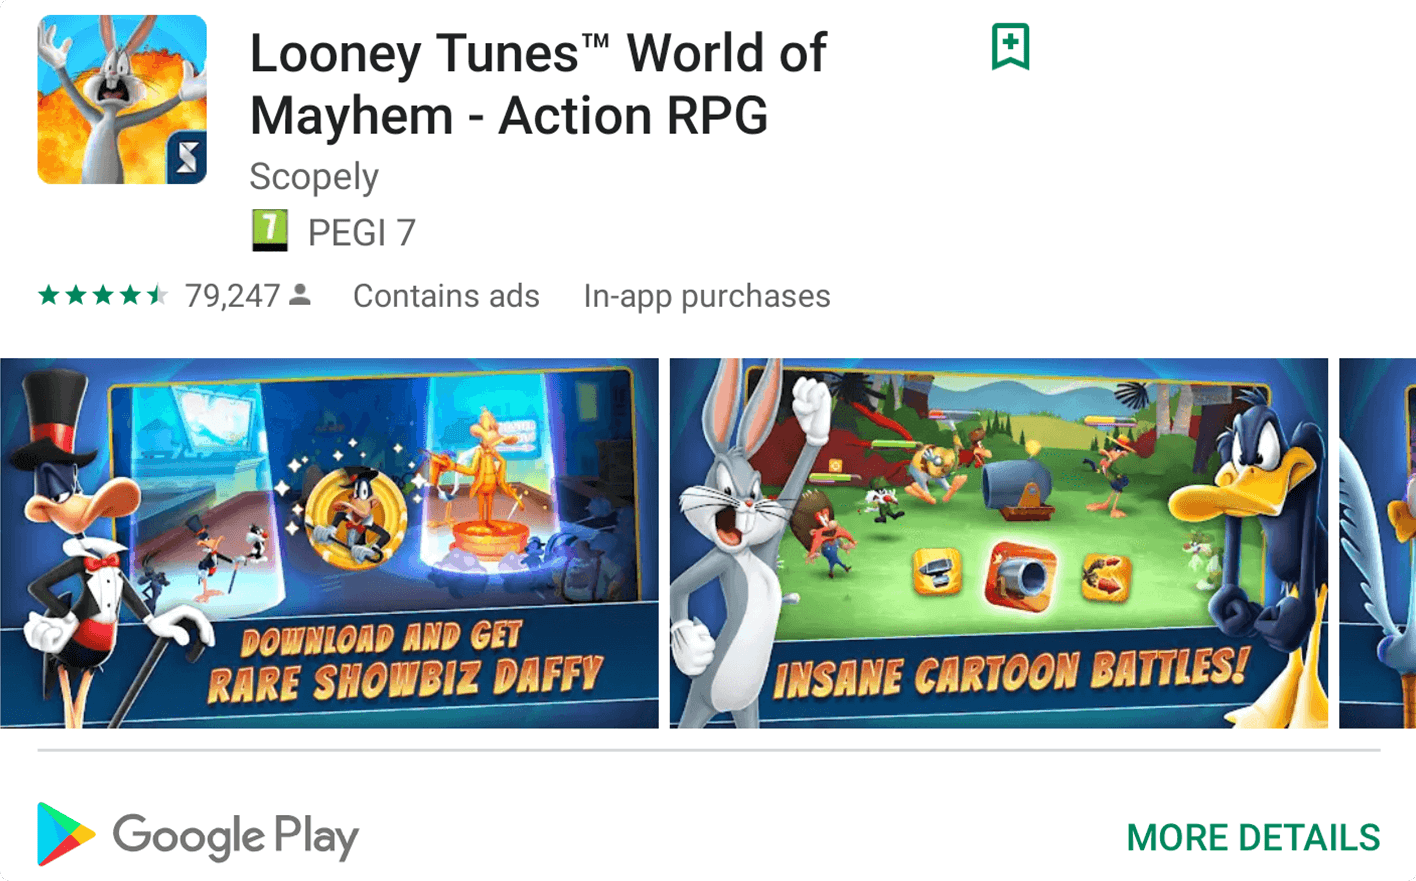 Looney Tunes™ World of
Mayhem - Action RPG
Scopely
7 PEGI 7
79,247 Contains ads In-app purchases
DOWNLOAD AND GET
RARE SHOWBIZ DAFFY
INSANE CARTOON BATTLES!
Google Play
MORE DETAILS